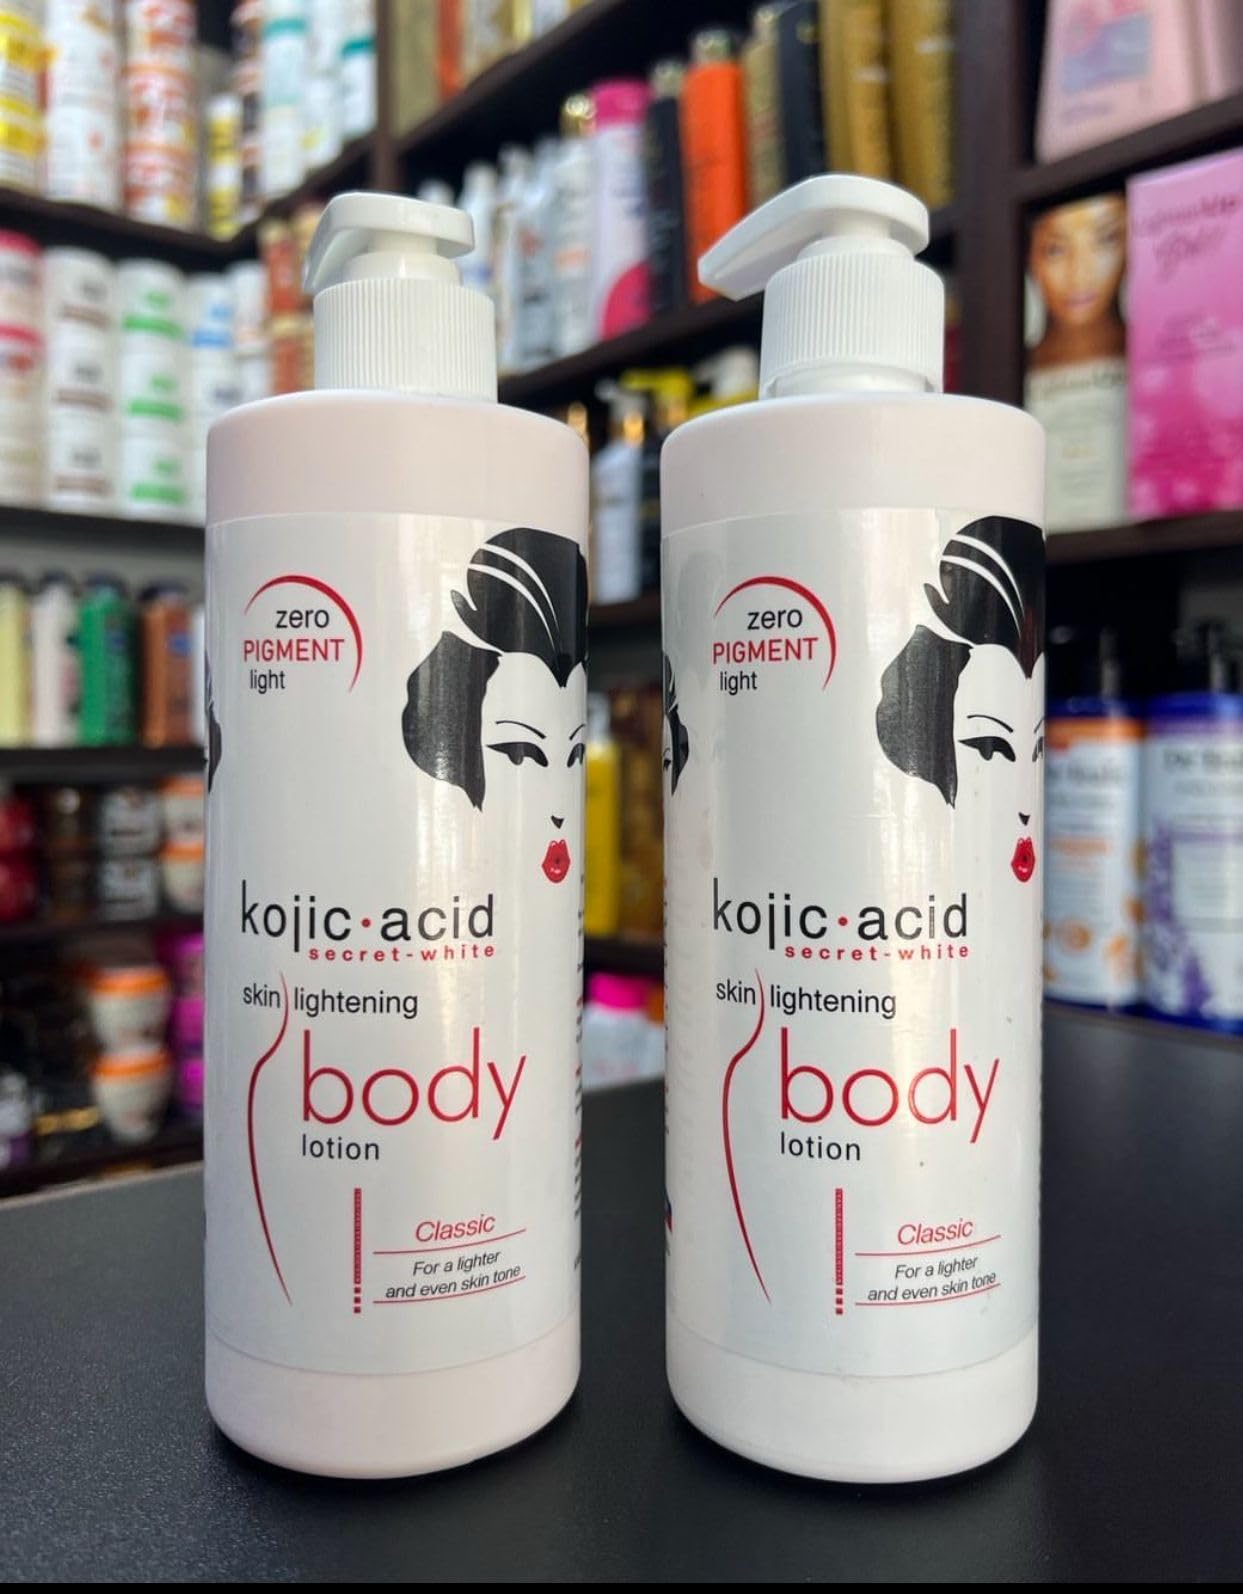 zero
PIGMENT
light
kojic·acid
secret-white
skin lightening
body
lotion
Classic
For a lighter
and even skin tone
zero
PIGMENT
light
kojic·acid
secret-white
skin lightening
body
lotion
Classic
For a lighter
and even skin tone